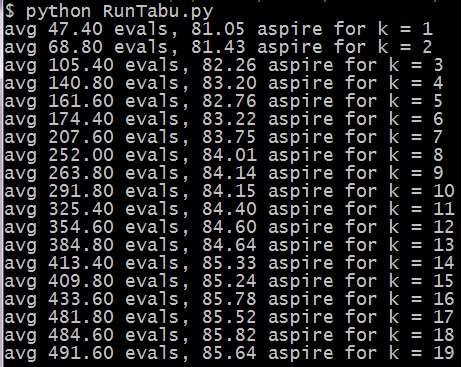 $ python RunTabu.py
avg 47.40 evals, 81.05 aspire for k = 1
avg 68.80 evals, 81.43 aspire for k = 2
avg 105.40 evals, 82.26 aspire for k = 3
avg 140.80 evals, 83.20 aspire for k = 4
avg 161.60 evals, 82.76 aspire for k = 5
avg 174.40 evals, 83.22 aspire for k = 6
avg 207.60 evals, 83.75 aspire for k = 7
avg 252.00 evals, 84.01 aspire for k = 8
avg 263.80 evals, 84.14 aspire for k = 9
avg 291.80 evals, 84.15 aspire for k = 10
avg 325.40 evals, 84.40 aspire for k = 11
avg 354.60 evals, 84.60 aspire for k = 12
avg 384.80 evals, 84.64 aspire for k = 13
avg 413.40 evals, 85.33 aspire for k = 14
avg 409.80 evals, 85.24 aspire for k = 15
avg 433.60 evals, 85.78 aspire for k = 16
avg 481.80 evals, 85.52 aspire for k = 17
avg 484.60 evals, 85.82 aspire for k = 18
avg 491.60 evals, 85.64 aspire for k = 19